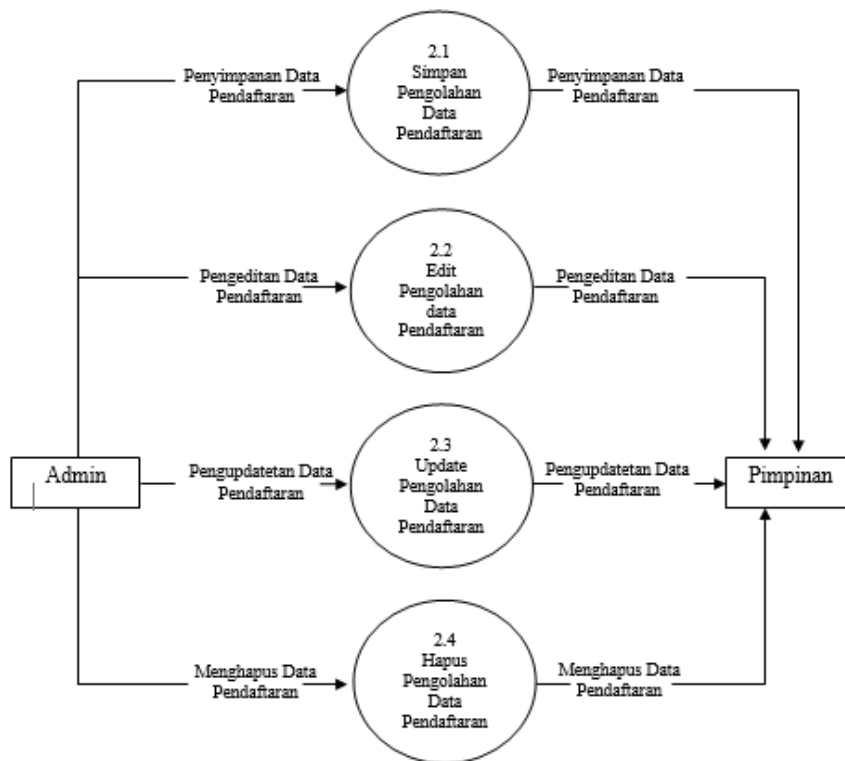 Penyimpanan Data
Pendaftaran
2.1
Simpan
Pengolahan
Data
Pendaftaran
Penyimpanan Data
Pendaftaran
Pengeditan Data
Pendaftaran
2.2
Edit
Pengolahan
data
Pendaftaran
Pengeditan Data
Pendaftaran
Admin
Pengupdatetan Data
Pendaftaran
2.3
Update
Pengolahan
Data
Pendaftaran
Pengupdatetan Data
Pendaftaran
Pimpinan
Menghapus Data
Pendaftaran
2.4
Hapus
Pengolahan
Data
Pendaftaran
Menghapus Data
Pendaftaran